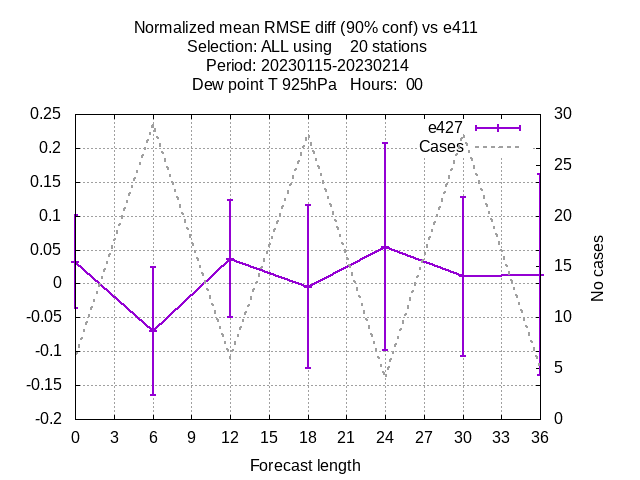 Normalized mean RMSE diff (90% conf) vs e411
Selection: ALL using    20 stations
Period: 20230115-20230214
Dew point T 925hPa   Hours:  00
0.25
0.2
0.15
0.1
0.05
0
-0.05
-0.1
-0.15
-0.2
e427
Cases
30
25
20
15
10
5
0
No cases
0 3 6 9 12 15 18 21 24 27 30 33 36
Forecast length